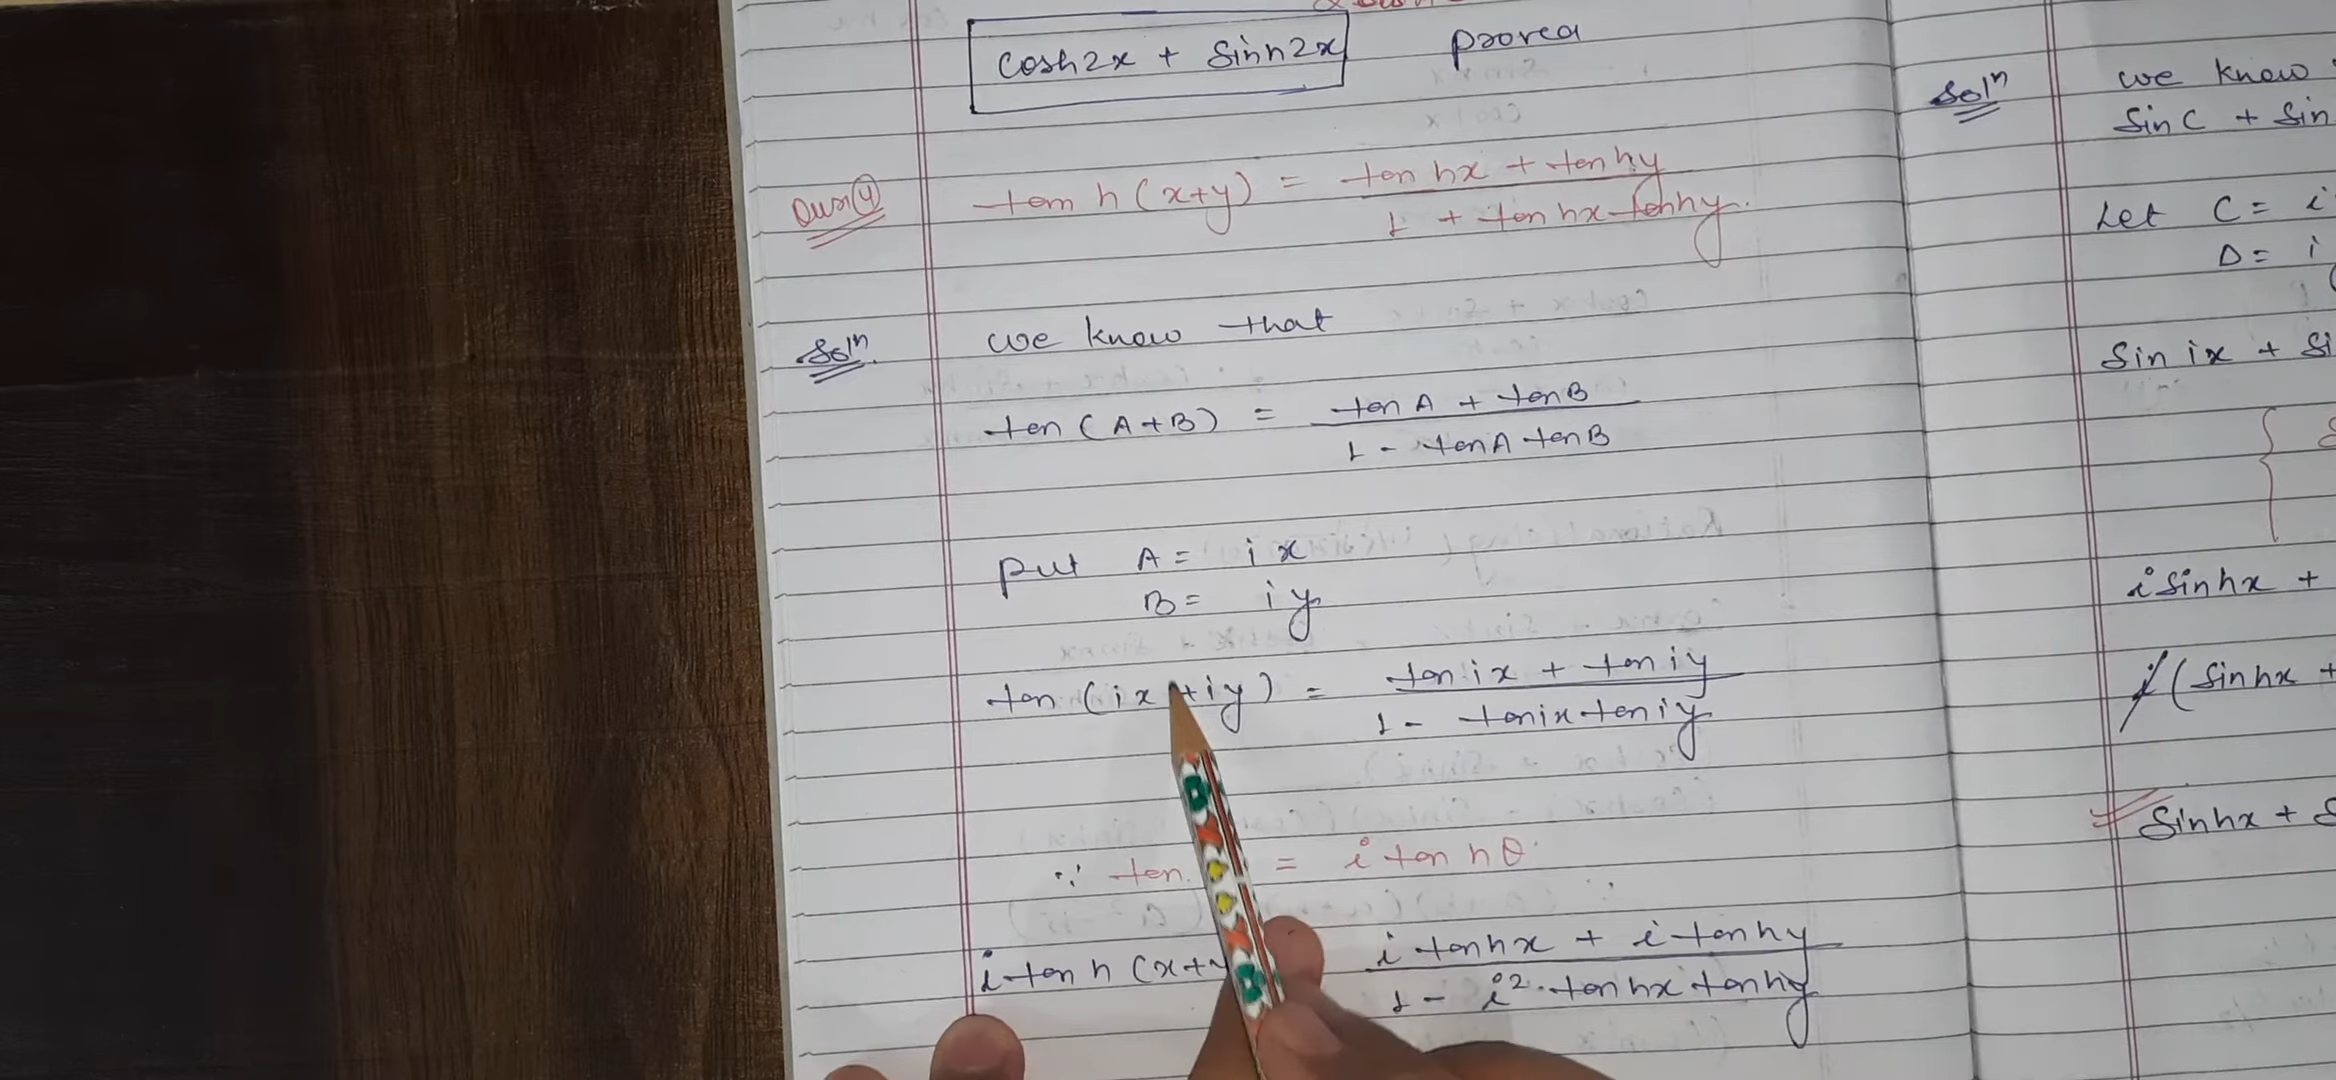 cosh2x + Sinh2x proved
Ques(4) tan h(x+y) = tan hx + tan hy / 1 + tan hx tan hy.
Solⁿ. we know that
tan (A+B) = tan A + tan B / 1 - tan A tan B
put A = ix
B = iy
tan (ix+iy) = tan ix + tan iy / 1 - tan ix tan iy
∵ tan = i tan hθ
i tan h (x+ i tan hx + i tan hy / 1 - i². tan hx tan hy
Solⁿ we know
Sin C + Sin
Let C = i
D = i
Sin ix + Si
{
i Sinhx +
i (Sinhx +
Sinhx + S